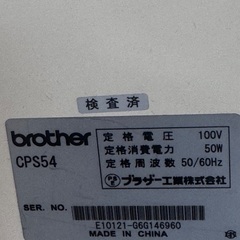 検査済
brother
CPS54
定格電圧 100V
定格消費電力 50W
定格周波数 50/60Hz
ブラザー工業株式会社
SER. NO.
E10121-G6G146960
MADE IN CHINA